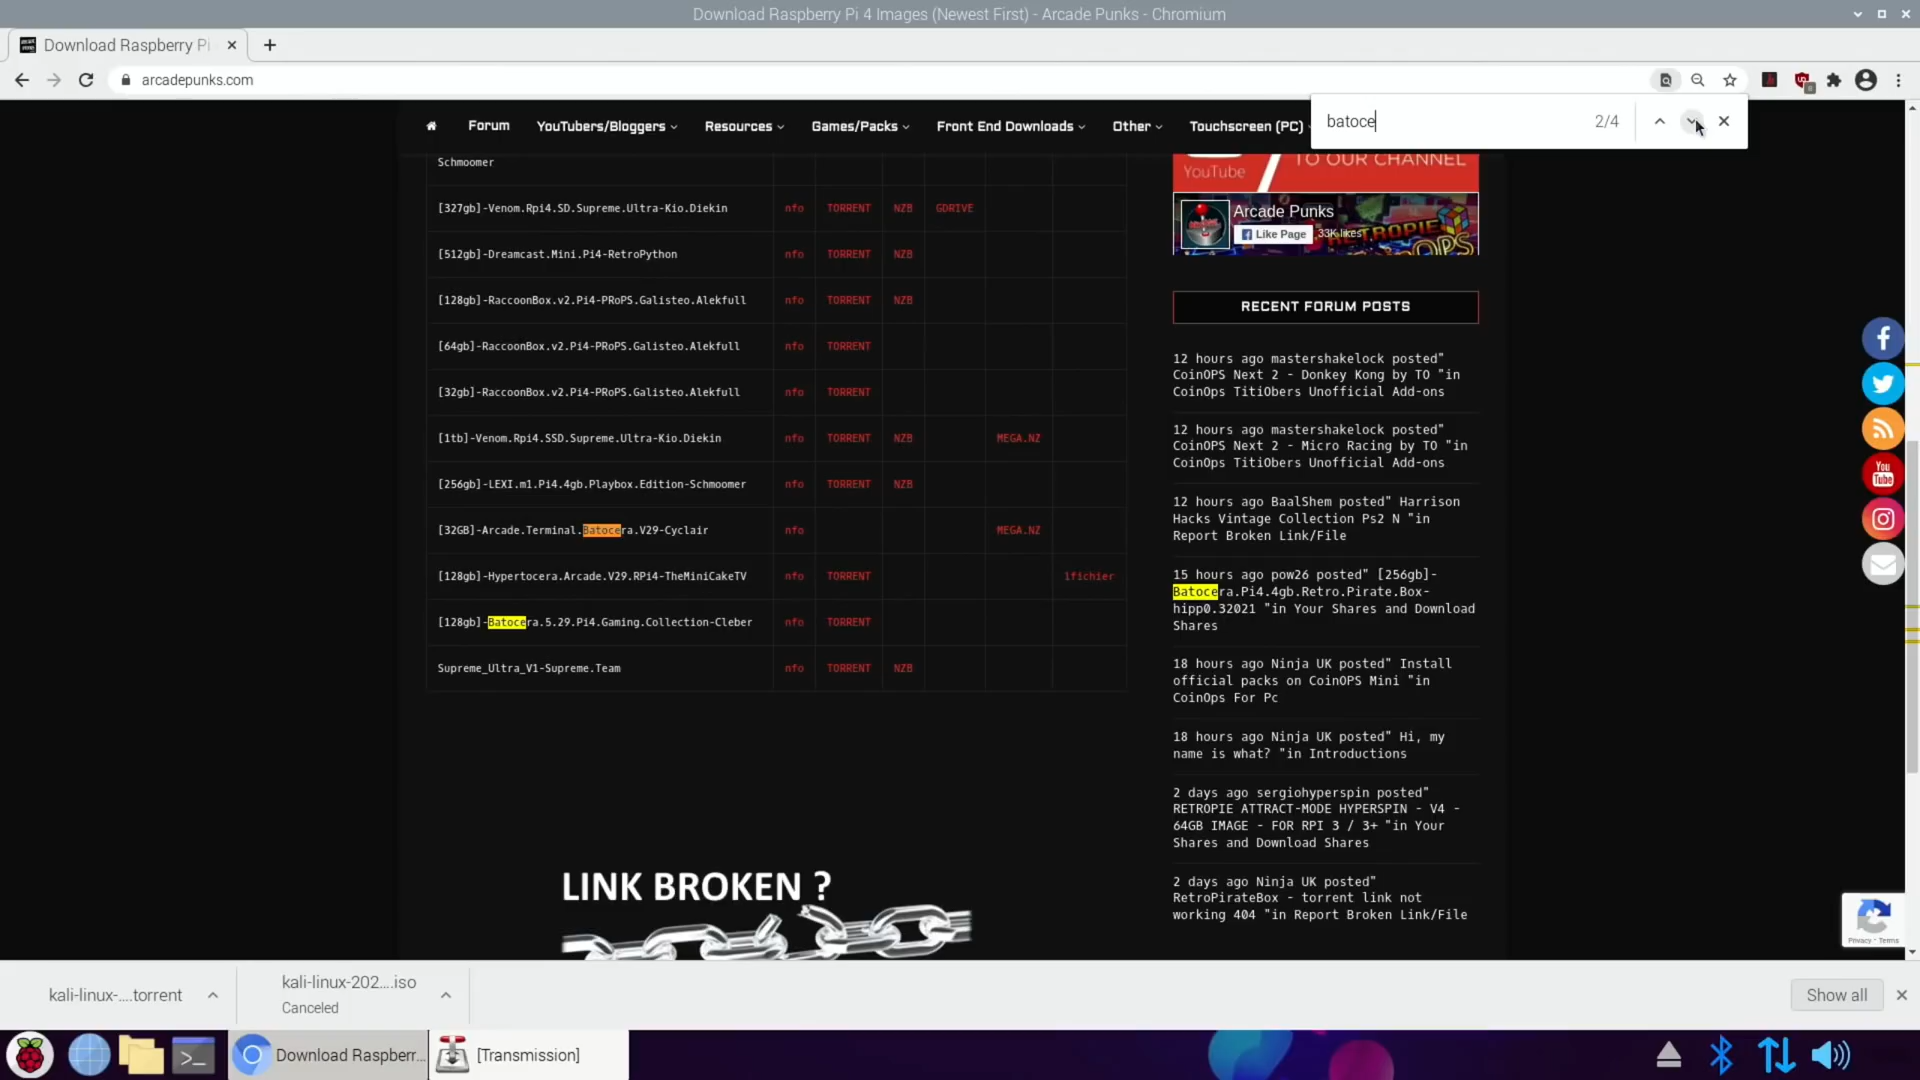 Download Raspberry Pi 4 Images (Newest First) - Arcade Punks - Chromium
Download Raspberry Pi
arcadepunks.com
batoce 2/4
Forum YouTubers/Bloggers Resources Games/Packs Front End Downloads Other Touchscreen (PC)
Schmoomer
[327gb]-Venom.Rpi4.SD.Supreme.Ultra-Kio.Diekin nfo TORRENT NZB GDRIVE
[512gb]-Dreamcast.Mini.Pi4-RetroPython nfo TORRENT NZB
[128gb]-RaccoonBox.v2.Pi4-PRoPS.Galisteo.Alekfull nfo TORRENT NZB
[64gb]-RaccoonBox.v2.Pi4-PRoPS.Galisteo.Alekfull nfo TORRENT
[32gb]-RaccoonBox.v2.Pi4-PRoPS.Galisteo.Alekfull nfo TORRENT
[1tb]-Venom.Rpi4.SSD.Supreme.Ultra-Kio.Diekin nfo TORRENT NZB MEGA.NZ
[256gb]-LEXI.m1.Pi4.4gb.Playbox.Edition-Schmoomer nfo TORRENT NZB
[32GB]-Arcade.Terminal.Batocera.V29-Cyclair nfo MEGA.NZ
[128gb]-Hypertocera.Arcade.V29.RPi4-TheMiniCakeTV nfo TORRENT 1fichier
[128gb]-Batocera.5.29.Pi4.Gaming.Collection-Cleber nfo TORRENT
Supreme_Ultra_V1-Supreme.Team nfo TORRENT NZB
LINK BROKEN ?
TO OUR CHANNEL
YouTube
Arcade Punks
Like Page 33K likes
RETROPIE
OPS
RECENT FORUM POSTS
12 hours ago mastershakelock posted"
CoinOPS Next 2 - Donkey Kong by TO "in
CoinOps TitiObers Unofficial Add-ons
12 hours ago mastershakelock posted"
CoinOPS Next 2 - Micro Racing by TO "in
CoinOps TitiObers Unofficial Add-ons
12 hours ago BaalShem posted" Harrison
Hacks Vintage Collection Ps2 N "in
Report Broken Link/File
15 hours ago pow26 posted" [256gb]-
Batocera.Pi4.4gb.Retro.Pirate.Box-
hipp0.32021 "in Your Shares and Download
Shares
18 hours ago Ninja UK posted" Install
official packs on CoinOPS Mini "in
CoinOps For Pc
18 hours ago Ninja UK posted" Hi, my
name is what? "in Introductions
2 days ago sergiohyperspin posted"
RETROPIE ATTRACT-MODE HYPERSPIN - V4 -
64GB IMAGE - FOR RPI 3 / 3+ "in Your
Shares and Download Shares
2 days ago Ninja UK posted"
RetroPirateBox - torrent link not
working 404 "in Report Broken Link/File
You
Tube
Privacy - Terms
kali-linux-....torrent
kali-linux-202....iso
Canceled
Show all
Download Raspberr...
[Transmission]